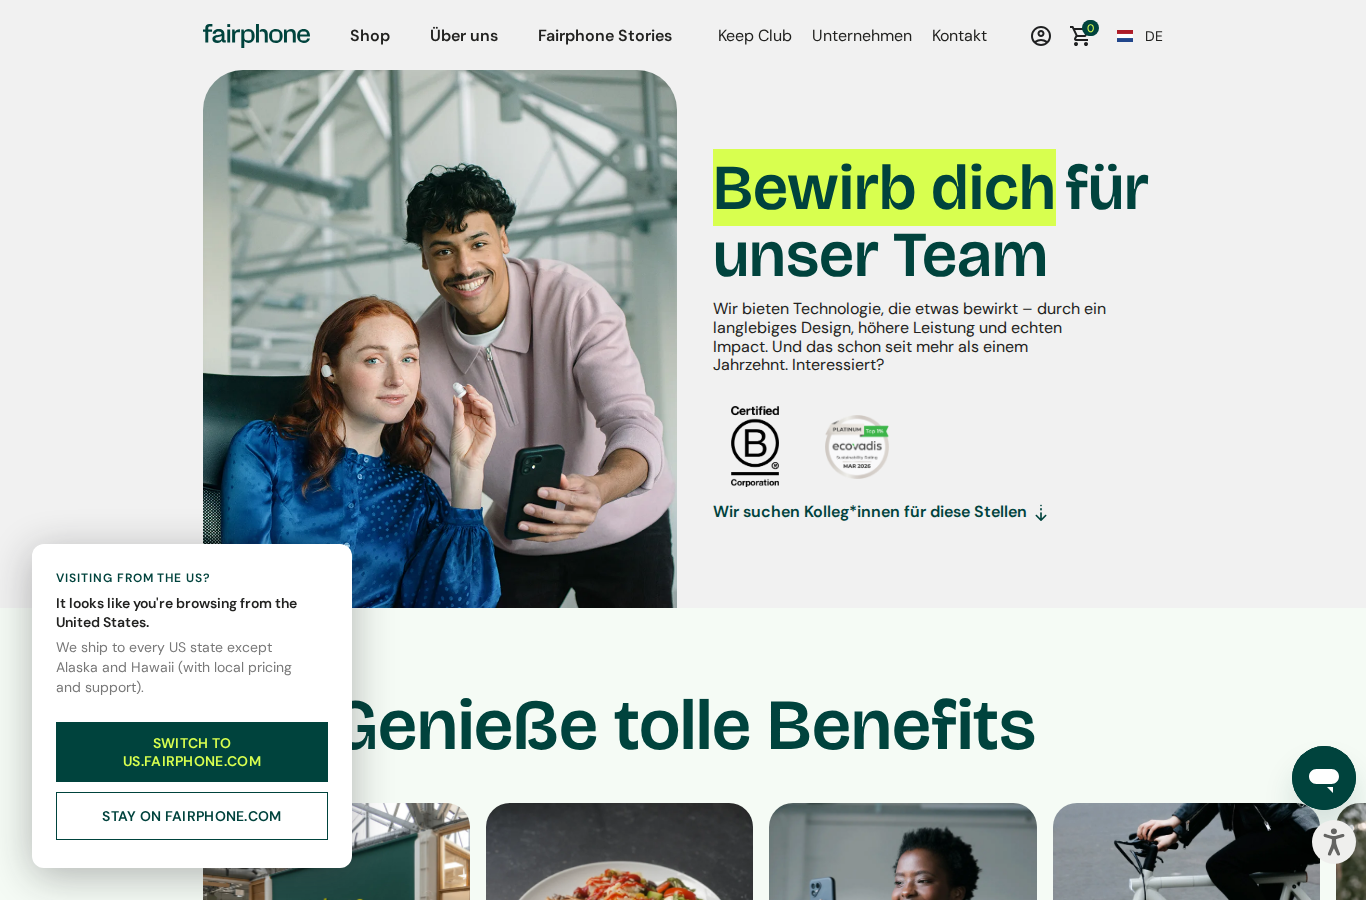 fairphone
Shop
Über uns
Fairphone Stories
Keep Club
Unternehmen
Kontakt
0
DE
Bewirb dich für
unser Team
Wir bieten Technologie, die etwas bewirkt – durch ein
langlebiges Design, höhere Leistung und echten
Impact. Und das schon seit mehr als einem
Jahrzehnt. Interessiert?
Certified
B
®
Corporation
PLATINUM
Top 1%
ecovadis
Sustainability Rating
MAR 2026
Wir suchen Kolleg*innen für diese Stellen
VISITING FROM THE US?
It looks like you're browsing from the
United States.
We ship to every US state except
Alaska and Hawaii (with local pricing
and support).
SWITCH TO
US.FAIRPHONE.COM
STAY ON FAIRPHONE.COM
Genieße tolle Benefits